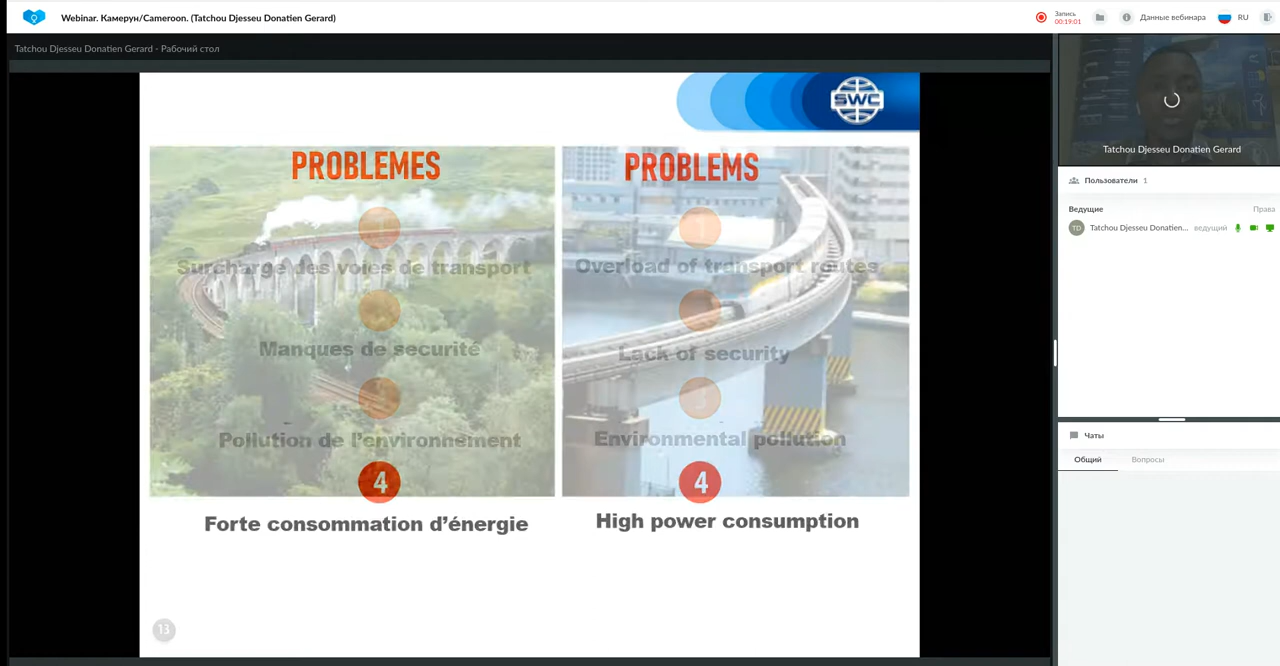 Webinar. Камерун/Cameroon. (Tatchou Djesseu Donatien Gerard)
Запись
00:19:01
Данные вебинара
RU
Tatchou Djesseu Donatien Gerard - Рабочий стол
SWC
PROBLEMES
PROBLEMS
1
1
Surcharge des voies de transport
Overload of transport routes
Manques de securité
Lack of security
3
3
Pollution de l’environnement
Environmental pollution
4
4
Forte consommation d’énergie
High power consumption
13
Tatchou Djesseu Donatien Gerard
Пользователи 1
Ведущие
Права
TD
Tatchou Djesseu Donatien...
ведущий
Чаты
Общий
Вопросы